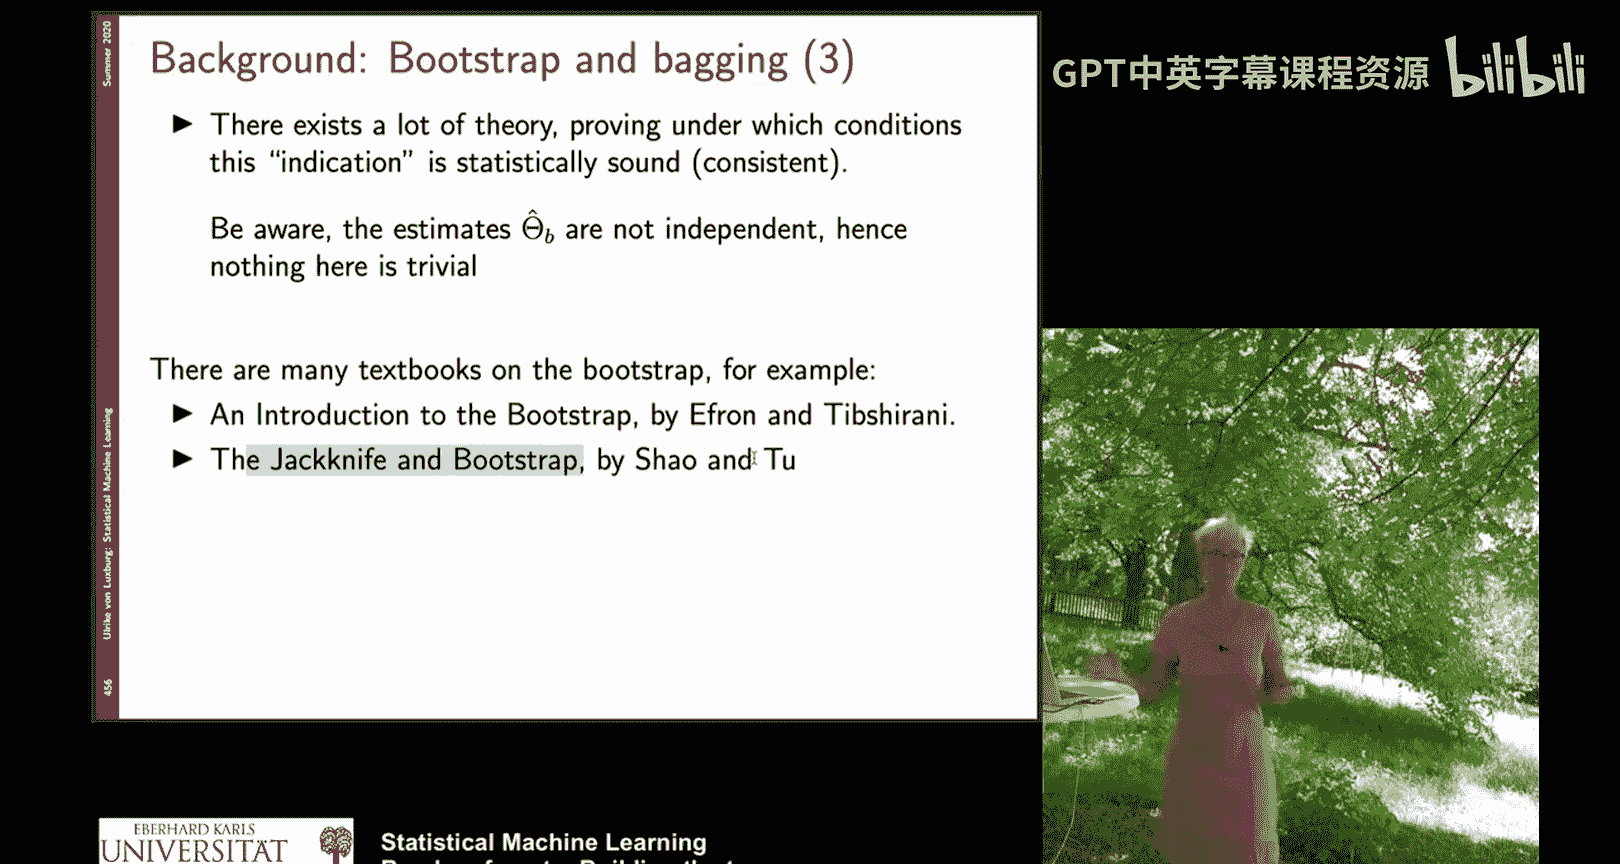 Background: Bootstrap and bagging (3)
▶ There exists a lot of theory, proving under which conditions
this “indication” is statistically sound (consistent).
Be aware, the estimates Θ̂_b are not independent, hence
nothing here is trivial
There are many textbooks on the bootstrap, for example:
▶ An Introduction to the Bootstrap, by Efron and Tibshirani.
▶ The Jackknife and Bootstrap, by Shao and Tu
Summer 2020
Ulrike von Luxburg: Statistical Machine Learning
456
GPT中英字幕课程资源
bilibili
EBERHARD KARLS
UNIVERSITÄT
Statistical Machine Learning